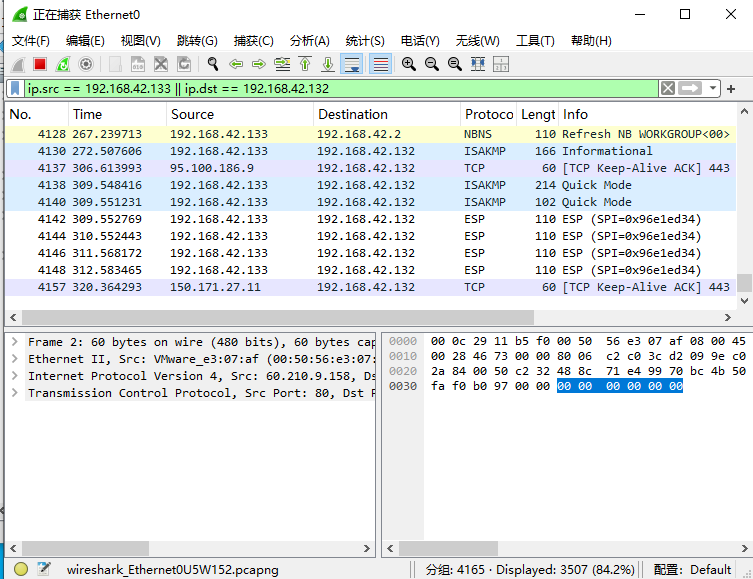 正在捕获 Ethernet0
文件(F) 编辑(E) 视图(V) 跳转(G) 捕获(C) 分析(A) 统计(S) 电话(Y) 无线(W) 工具(T) 帮助(H)
ip.src == 192.168.42.133 || ip.dst == 192.168.42.132
No. Time Source Destination Protoco Lengt Info
4128 267.239713 192.168.42.133 192.168.42.2 NBNS 110 Refresh NB WORKGROUP<00>
4130 272.507606 192.168.42.133 192.168.42.132 ISAKMP 166 Informational
4137 306.613993 95.100.186.9 192.168.42.132 TCP 60 [TCP Keep-Alive ACK] 443
4138 309.548416 192.168.42.133 192.168.42.132 ISAKMP 214 Quick Mode
4140 309.551231 192.168.42.133 192.168.42.132 ISAKMP 102 Quick Mode
4142 309.552769 192.168.42.133 192.168.42.132 ESP 110 ESP (SPI=0x96e1ed34)
4144 310.552443 192.168.42.133 192.168.42.132 ESP 110 ESP (SPI=0x96e1ed34)
4146 311.568172 192.168.42.133 192.168.42.132 ESP 110 ESP (SPI=0x96e1ed34)
4148 312.583465 192.168.42.133 192.168.42.132 ESP 110 ESP (SPI=0x96e1ed34)
4157 320.364293 150.171.27.11 192.168.42.132 TCP 60 [TCP Keep-Alive ACK] 443
Frame 2: 60 bytes on wire (480 bits), 60 bytes cap
Ethernet II, Src: VMware_e3:07:af (00:50:56:e3:07:
Internet Protocol Version 4, Src: 60.210.9.158, Ds
Transmission Control Protocol, Src Port: 80, Dst P
0000 00 0c 29 11 b5 f0 00 50 56 e3 07 af 08 00 45
0010 00 28 46 73 00 00 80 06 c2 c0 3c d2 09 9e c0
0020 2a 84 00 50 c2 32 48 8c 71 e4 99 70 bc 4b 50
0030 fa f0 b0 97 00 00 00 00 00 00 00 00
wireshark_Ethernet0U5W152.pcapng 分组: 4165 · Displayed: 3507 (84.2%) 配置: Default